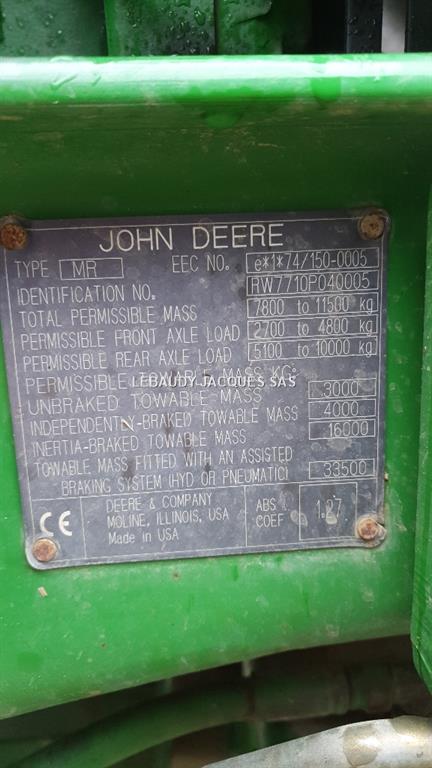 JOHN DEERE
TYPE MR EEC NO. e*1*74/150-0005
IDENTIFICATION NO. RW7710P040005
TOTAL PERMISSIBLE MASS 7800 to 11500 kg
PERMISSIBLE FRONT AXLE LOAD 2700 to 4800 kg
PERMISSIBLE REAR AXLE LOAD 5100 to 10000 kg
PERMISSIBLE TOWABLE MASS KG:
LEBAUDY-JACQUES SAS
UNBRAKED TOWABLE MASS 3000
INDEPENDENTN-BRAKED TOWABLE MASS 4000
INERTIA-BRAKED TOWABLE MASS 16000
TOWABLE MASS FITTED WITH AN ASSISTED
BRAKING SYSTEM (HYD OR PNEUMATIC) 33500
CE DEERE & COMPANY ABS. 1.27
MOLINE, ILLINOIS, USA COEF
Made in USA